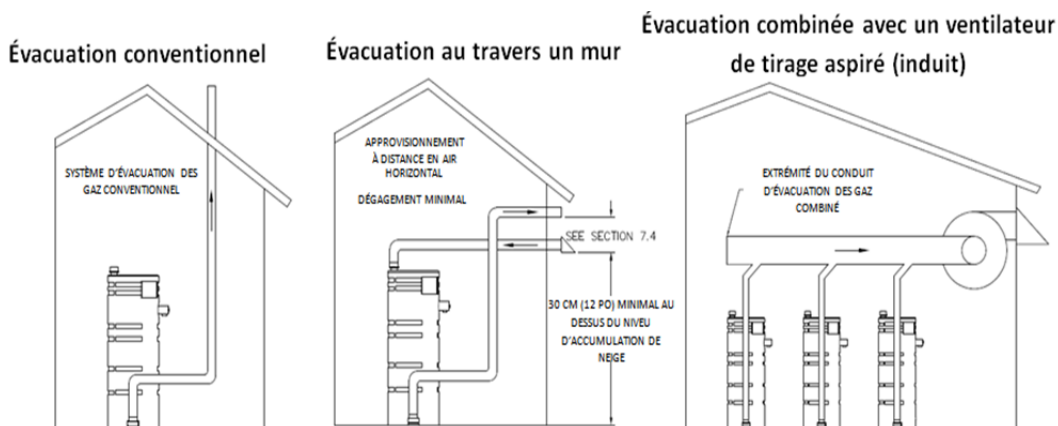 Évacuation conventionnel
SYSTÈME D'ÉVACUATION DES
GAZ CONVENTIONNEL
Évacuation au travers un mur
APPROVISIONNEMENT
À DISTANCE EN AIR
HORIZONTAL
DÉGAGEMENT MINIMAL
SEE SECTION 7.4
30 CM (12 PO) MINIMAL AU
DESSUS DU NIVEU
D'ACCUMULATION DE
NEIGE
Évacuation combinée avec un ventilateur
de tirage aspiré (induit)
EXTRÉMITÉ DU CONDUIT
D'ÉVACUATION DES GAZ
COMBINÉ